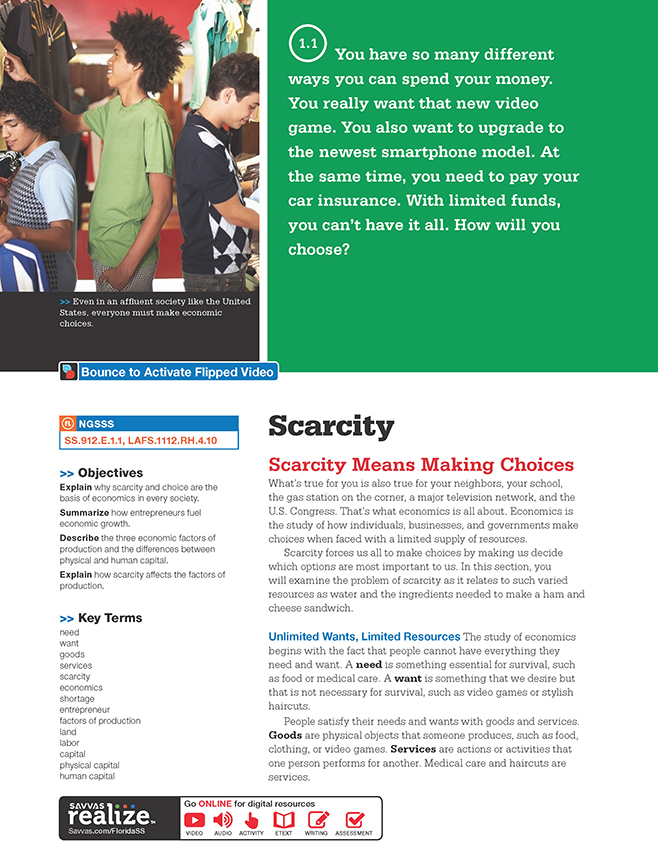 1.1
You have so many different
ways you can spend your money.
You really want that new video
game. You also want to upgrade to
the newest smartphone model. At
the same time, you need to pay your
car insurance. With limited funds,
you can’t have it all. How will you
choose?
>> Even in an affluent society like the United
States, everyone must make economic
choices.
Bounce to Activate Flipped Video
FL NGSSS
SS.912.E.1.1, LAFS.1112.RH.4.10
>> Objectives
Explain why scarcity and choice are the
basis of economics in every society.
Summarize how entrepreneurs fuel
economic growth.
Describe the three economic factors of
production and the differences between
physical and human capital.
Explain how scarcity affects the factors of
production.
>> Key Terms
need
want
goods
services
scarcity
economics
shortage
entrepreneur
factors of production
land
labor
capital
physical capital
human capital
Scarcity
Scarcity Means Making Choices
What’s true for you is also true for your neighbors, your school,
the gas station on the corner, a major television network, and the
U.S. Congress. That’s what economics is all about. Economics is
the study of how individuals, businesses, and governments make
choices when faced with a limited supply of resources.
Scarcity forces us all to make choices by making us decide
which options are most important to us. In this section, you
will examine the problem of scarcity as it relates to such varied
resources as water and the ingredients needed to make a ham and
cheese sandwich.
Unlimited Wants, Limited Resources The study of economics
begins with the fact that people cannot have everything they
need and want. A need is something essential for survival, such
as food or medical care. A want is something that we desire but
that is not necessary for survival, such as video games or stylish
haircuts.
People satisfy their needs and wants with goods and services.
Goods are physical objects that someone produces, such as food,
clothing, or video games. Services are actions or activities that
one person performs for another. Medical care and haircuts are
services.
SAVVAS
realize™
Savvas.com/FloridaSS
Go ONLINE for digital resources
VIDEO AUDIO ACTIVITY ETEXT WRITING ASSESSMENT